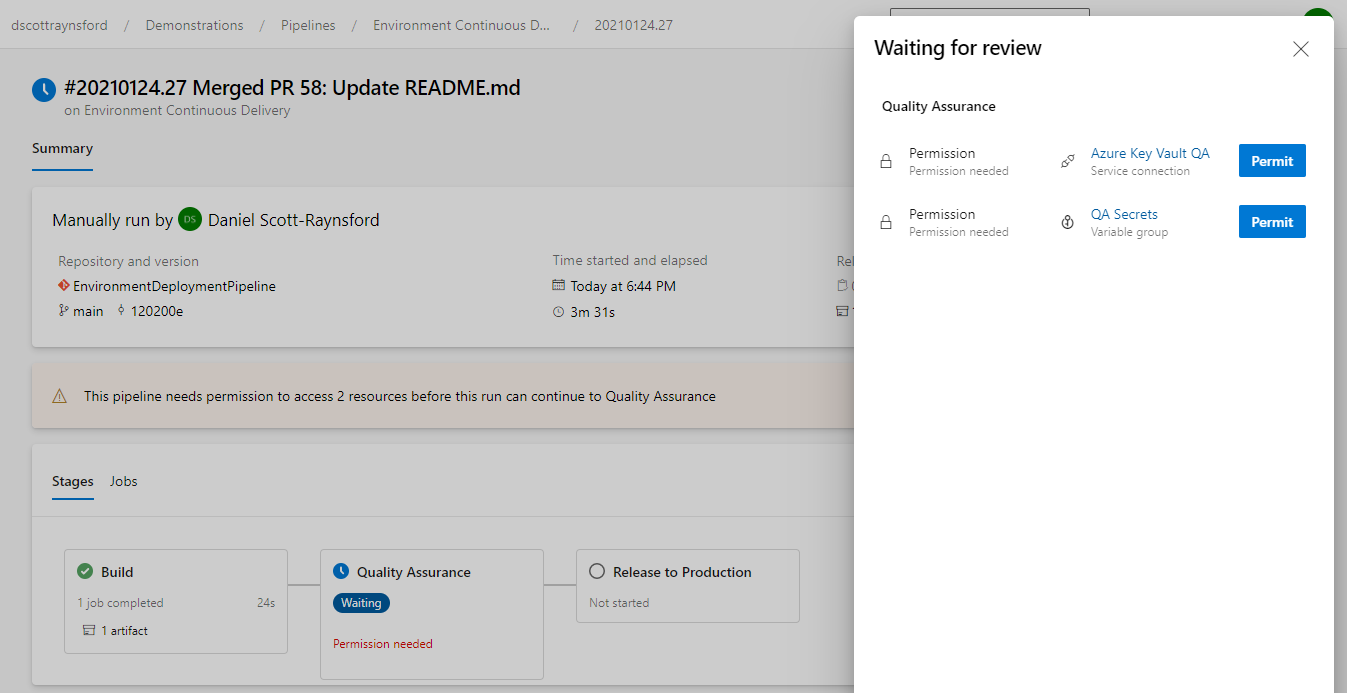 dscottraynsford / Demonstrations / Pipelines / Environment Continuous D... / 20210124.27
#20210124.27 Merged PR 58: Update README.md
on Environment Continuous Delivery
Summary
Manually run by DS Daniel Scott-Raynsford
Repository and version
EnvironmentDeploymentPipeline
main 120200e
Time started and elapsed
Today at 6:44 PM
3m 31s
This pipeline needs permission to access 2 resources before this run can continue to Quality Assurance
Stages Jobs
Build
1 job completed 24s
1 artifact
Quality Assurance
Waiting
Permission needed
Release to Production
Not started
Waiting for review
Quality Assurance
Permission
Permission needed
Azure Key Vault QA
Service connection
Permit
Permission
Permission needed
QA Secrets
Variable group
Permit